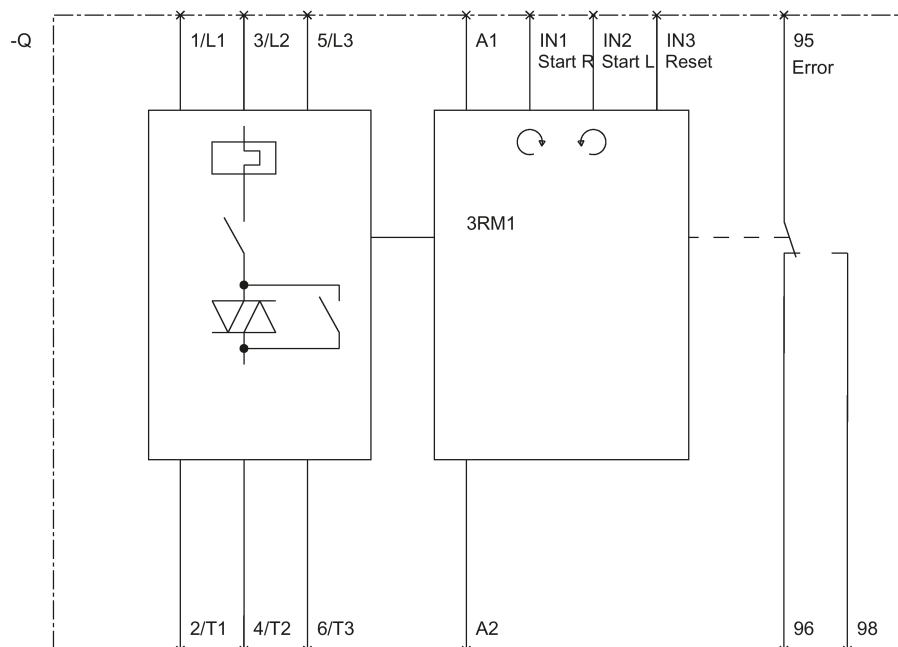 -Q
1/L1 3/L2 5/L3 A1 IN1 IN2 IN3 95
Start R Start L Reset Error
3RM1
2/T1 4/T2 6/T3 A2 96 98